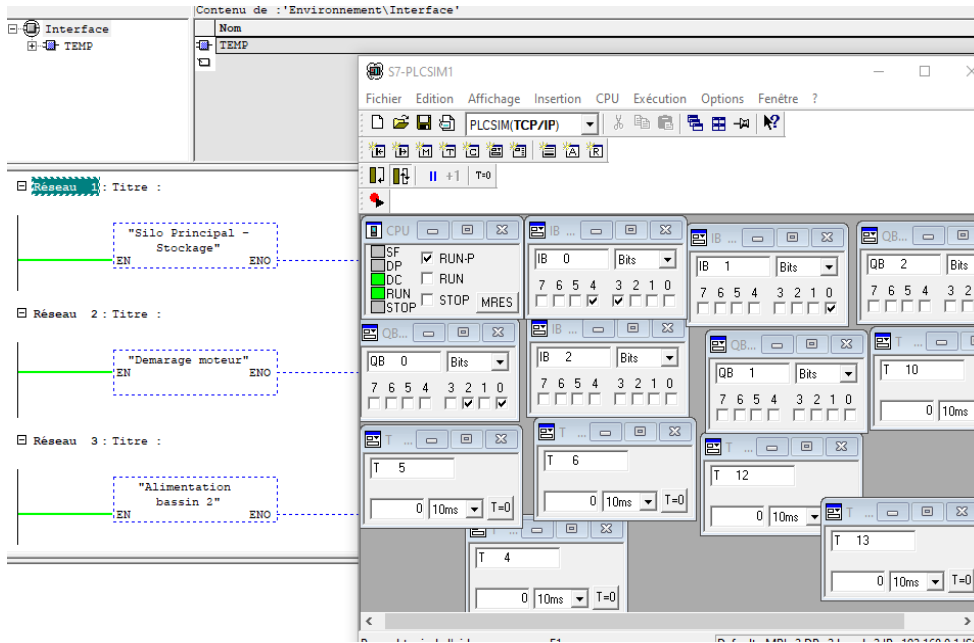 Contenu de :'Environnement\Interface'
Interface
TEMP
Nom
TEMP
S7-PLCSIM1
Fichier Edition Affichage Insertion CPU Exécution Options Fenêtre ?
PLCSIM(TCP/IP)
+1 T=0
Réseau 1 : Titre :
"Silo Principal -
Stockage"
EN ENO
Réseau 2 : Titre :
"Demarage moteur"
EN ENO
Réseau 3 : Titre :
"Alimentation
bassin 2"
EN ENO
CPU
SF
DP
DC
RUN
STOP
RUN-P
RUN
STOP MRES
IB ...
IB 0 Bits
7 6 5 4 3 2 1 0
IB ...
IB 1 Bits
7 6 5 4 3 2 1 0
QB...
QB 2 Bits
7 6 5 4 3 2
QB...
QB 0 Bits
7 6 5 4 3 2 1 0
IB ...
IB 2 Bits
7 6 5 4 3 2 1 0
QB...
QB 1 Bits
7 6 5 4 3 2 1 0
T ...
T 10
0 10ms
T ...
T 5
0 10ms T=0
T ...
T 6
0 10ms T=0
T ...
T 12
0 10ms
T ...
T 13
0 10ms T=0
T 4
0 10ms T=0